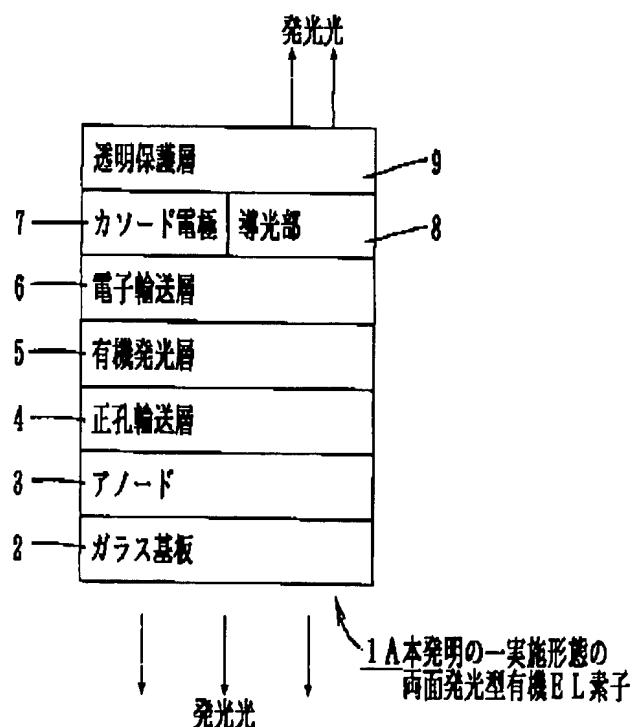 発光光
透明保護層
9
7
カソード電極
導光部
8
6
電子輸送層
5
有機発光層
4
正孔輸送層
3
アノード
2
ガラス基板
1A本発明の一実施形態の
両面発光型有機EL素子
発光光